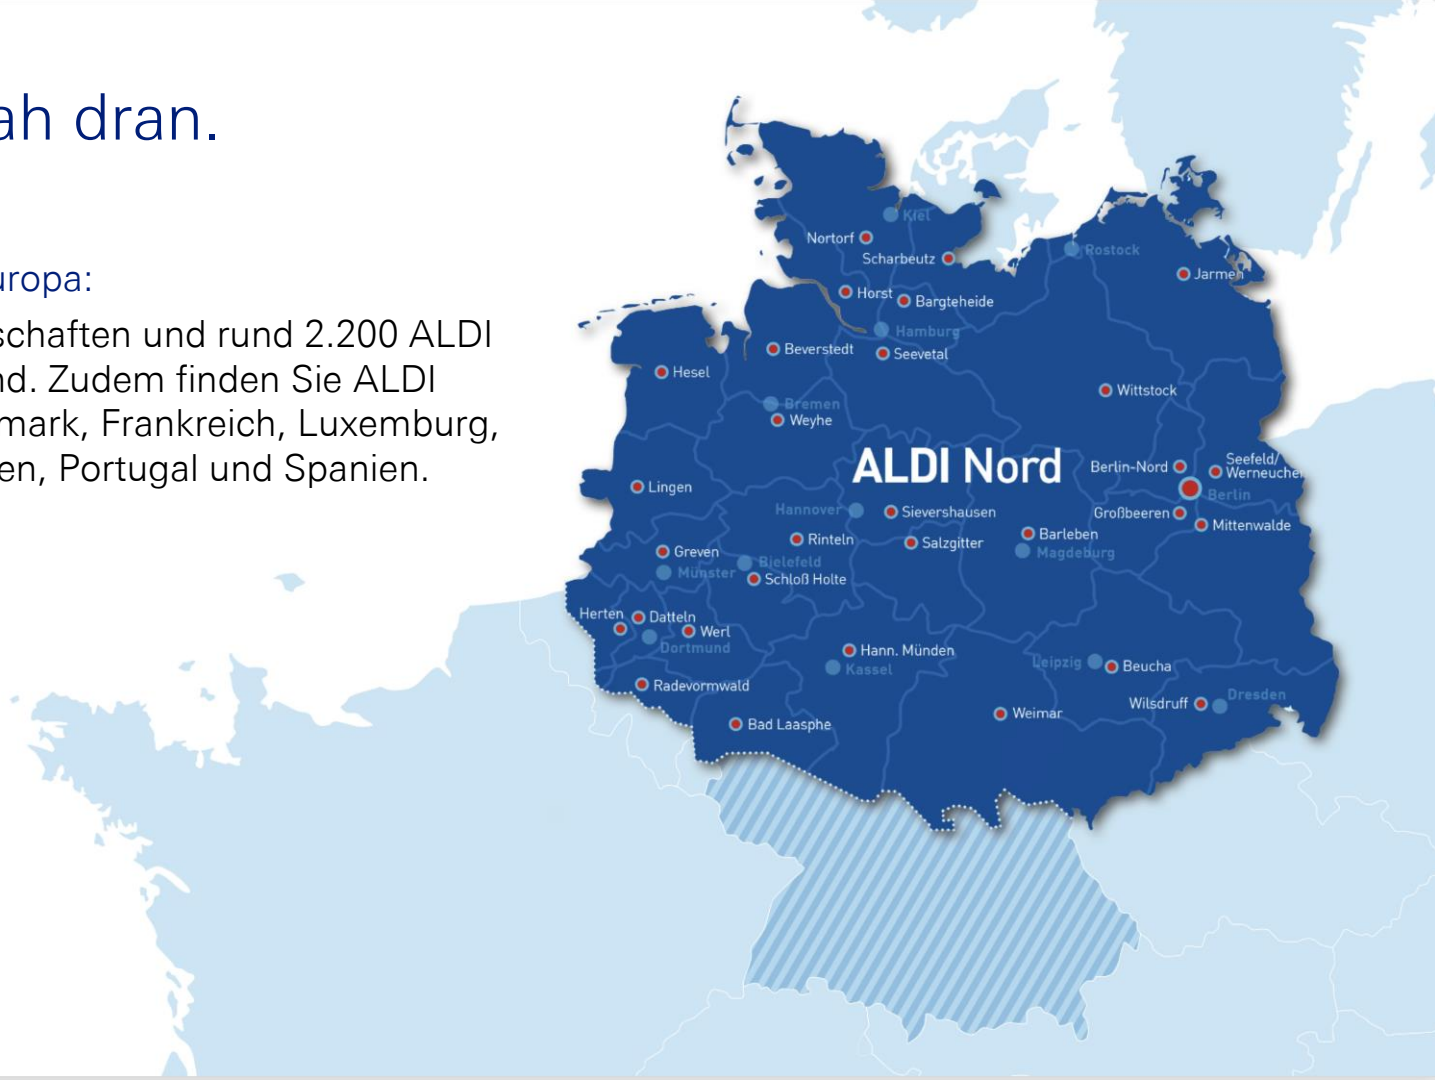 ah dran.
uropa:
schaften und rund 2.200 ALDI
nd. Zudem finden Sie ALDI
mark, Frankreich, Luxemburg,
en, Portugal und Spanien.
Kiel
Nortorf
Scharbeutz
Rostock
Jarmen
Horst
Bargteheide
Hamburg
Beverstedt
Seevetal
Hesel
Wittstock
Bremen
Weyhe
ALDI Nord
Berlin-Nord
Seefeld/
Werneuchen
Lingen
Berlin
Hannover
Sievershausen
Großbeeren
Mittenwalde
Rinteln
Salzgitter
Barleben
Magdeburg
Greven
Bielefeld
Münster
Schloß Holte
Herten
Datteln
Werl
Dortmund
Hann. Münden
Kassel
Leipzig
Beucha
Radevormwald
Dresden
Wilsdruff
Weimar
Bad Laasphe